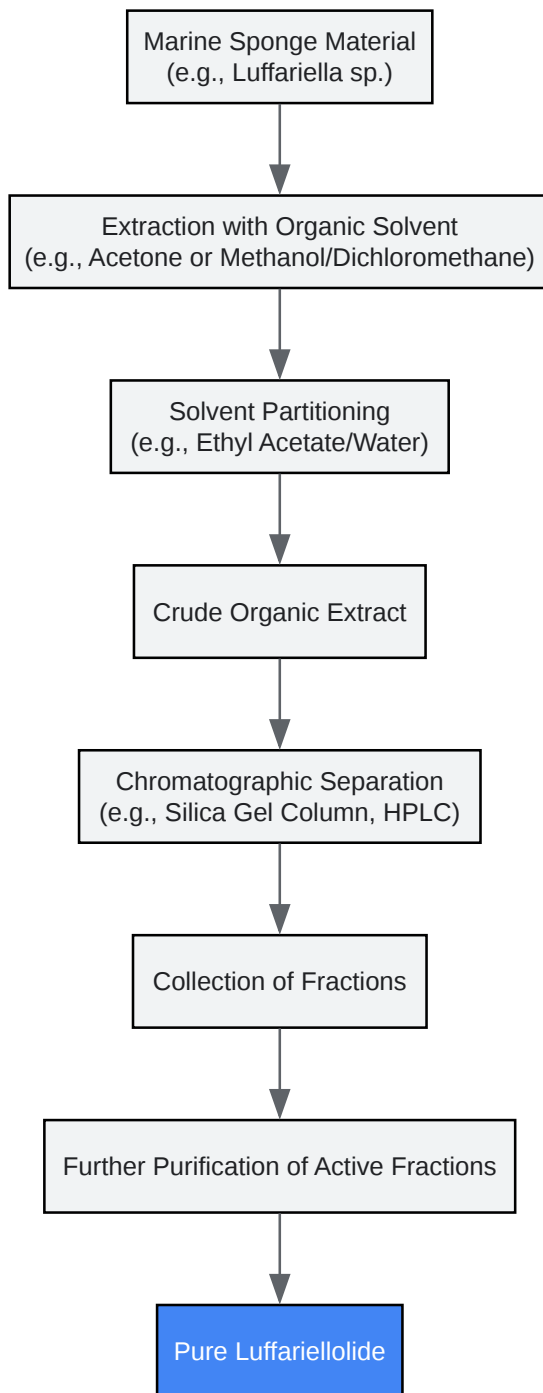 Marine Sponge Material
(e.g., Luffariella sp.)
Extraction with Organic Solvent
(e.g., Acetone or Methanol/Dichloromethane)
Solvent Partitioning
(e.g., Ethyl Acetate/Water)
Crude Organic Extract
Chromatographic Separation
(e.g., Silica Gel Column, HPLC)
Collection of Fractions
Further Purification of Active Fractions
Pure Luffariellolide